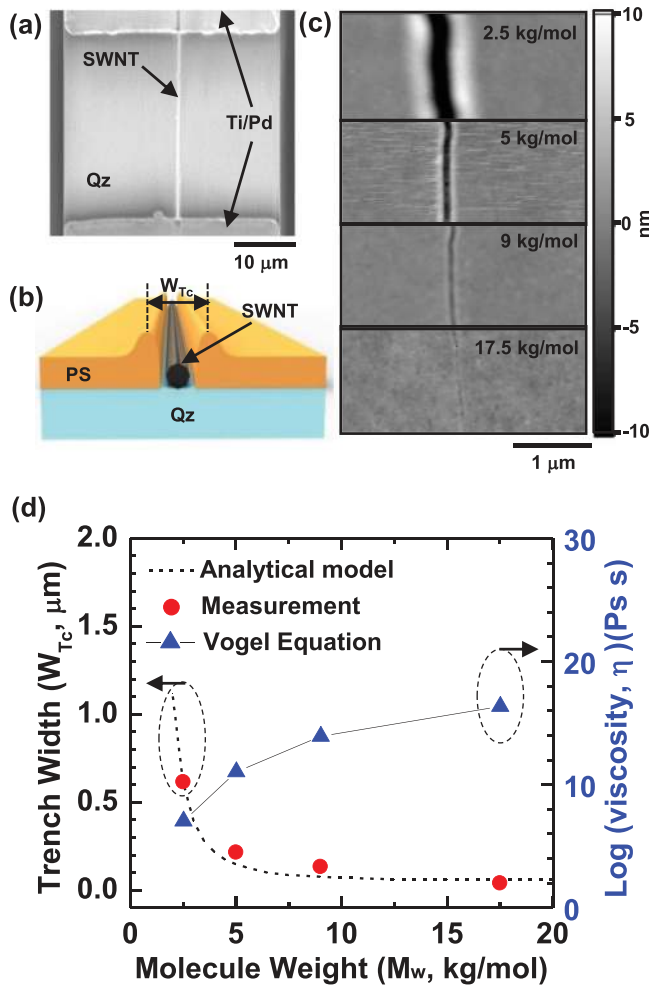 (a)
SWNT
Ti/Pd
Qz
10 μm
(b)
W_Tc
SWNT
PS
Qz
(c)
2.5 kg/mol
5 kg/mol
9 kg/mol
17.5 kg/mol
10
5
0
-5
-10
nm
1 μm
(d)
Trench Width (W_Tc, μm)
2.0
1.5
1.0
0.5
0.0
Analytical model
Measurement
Vogel Equation
30
20
10
0
Log (viscosity, η )(Ps s)
0 5 10 15 20
Molecule Weight (M_w, kg/mol)